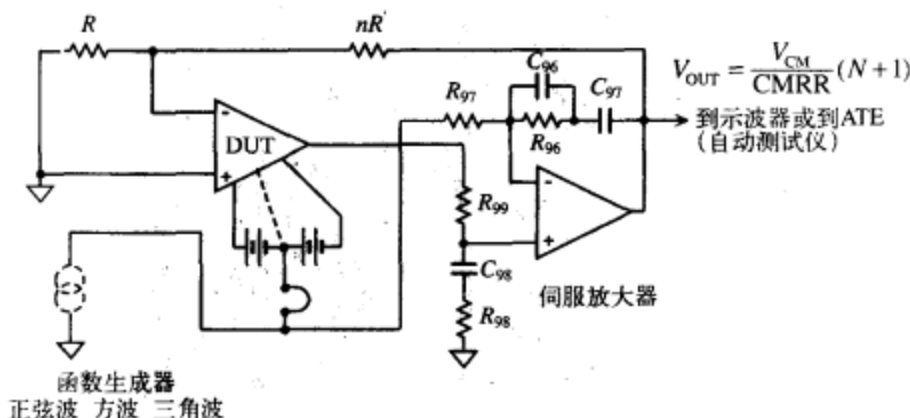 R
nR
C96
R97
C97
V_OUT = V_CM/CMRR (N+1)
-
DUT
+
R96
到示波器或到ATE
(自动测试仪)
-
+
R99
C98
R98
伺服放大器
函数生成器
正弦波 方波 三角波